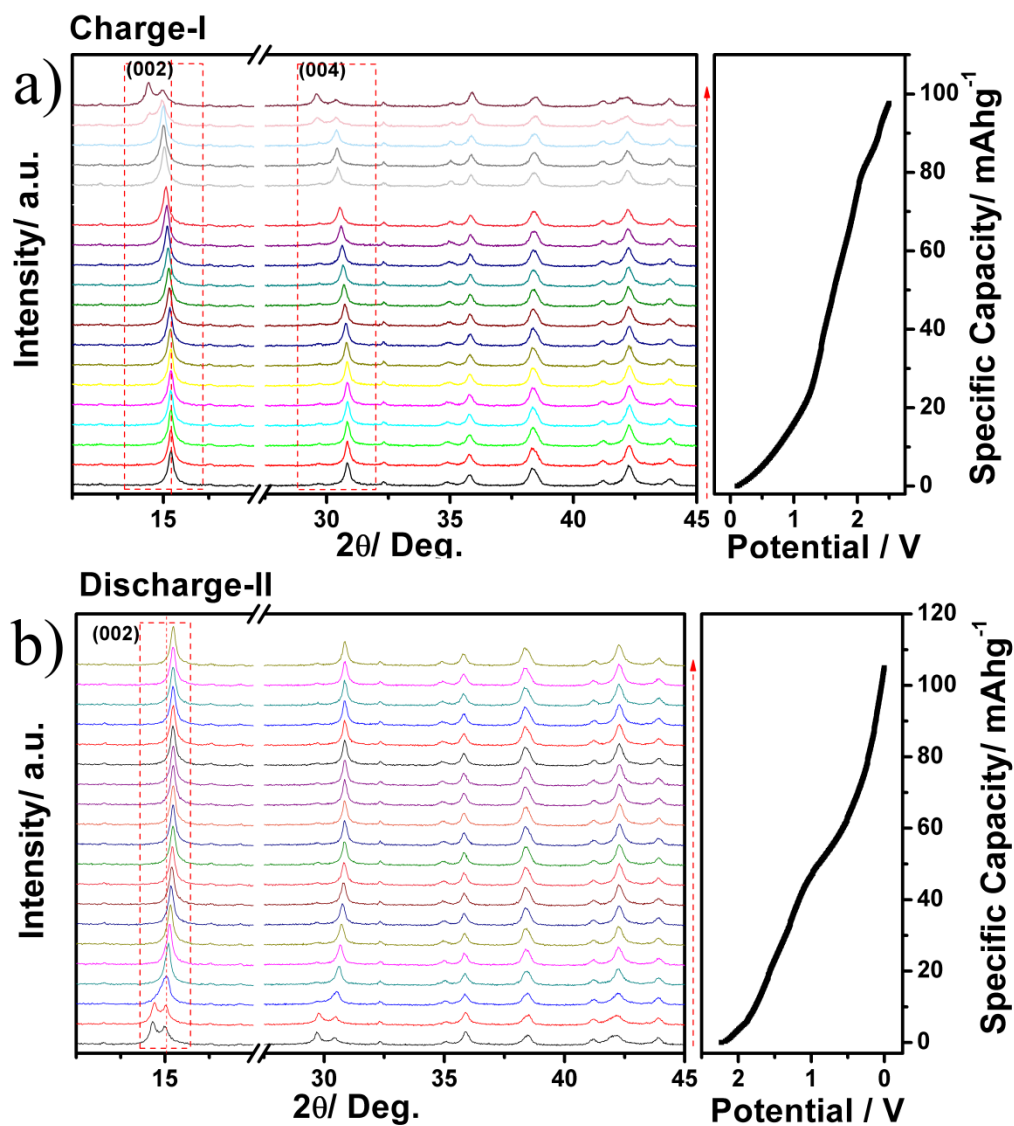 Charge-I
a)
(002)
(004)
Intensity/ a.u.
15
30
35
40
45
2θ/ Deg.
100
80
60
40
20
0
Specific Capacity/ mAhg⁻¹
0
1
2
Potential / V
Discharge-II
b)
(002)
Intensity/ a.u.
15
30
35
40
45
2θ/ Deg.
120
100
80
60
40
20
0
Specific Capacity/ mAhg⁻¹
2
1
0
Potential / V